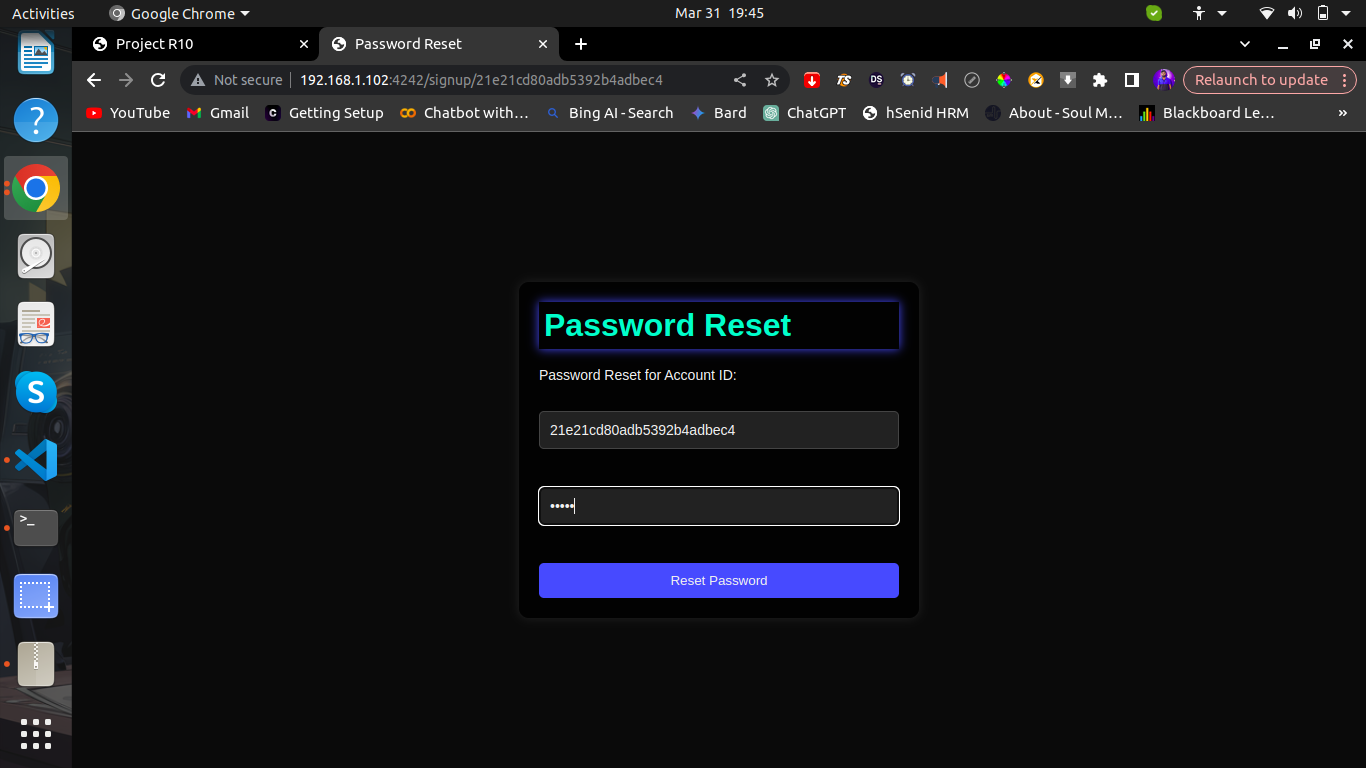 Activities Google Chrome Mar 31 19:45
Project R10 Password Reset
Not secure 192.168.1.102:4242/signup/21e21cd80adb5392b4adbec4 Relaunch to update
YouTube Gmail Getting Setup Chatbot with… Bing AI - Search Bard ChatGPT hSenid HRM About - Soul M… Blackboard Le… »
Password Reset
Password Reset for Account ID:
21e21cd80adb5392b4adbec4
•••••
Reset Password